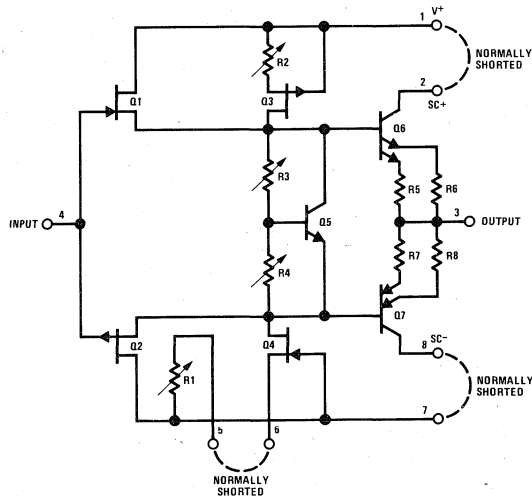 V+
1
NORMALLY
SHORTED
2
SC+
R2
Q3
Q1
Q6
R3
R5
R6
INPUT
4
Q5
3
OUTPUT
R4
R7
R8
Q7
Q2
Q4
8
SC-
R1
NORMALLY
SHORTED
7
5
6
NORMALLY
SHORTED